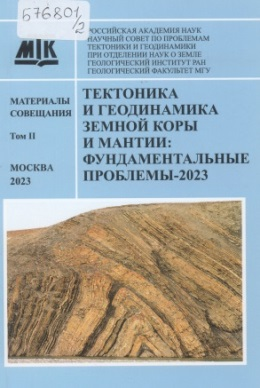 576801/2
МТК
РОССИЙСКАЯ АКАДЕМИЯ НАУК
НАУЧНЫЙ СОВЕТ ПО ПРОБЛЕМАМ
ТЕКТОНИКИ И ГЕОДИНАМИКИ
ПРИ ОТДЕЛЕНИИ НАУК О ЗЕМЛЕ
ГЕОЛОГИЧЕСКИЙ ИНСТИТУТ РАН
ГЕОЛОГИЧЕСКИЙ ФАКУЛЬТЕТ МГУ
МАТЕРИАЛЫ
СОВЕЩАНИЯ
Том II
МОСКВА
2023
ТЕКТОНИКА
И ГЕОДИНАМИКА
ЗЕМНОЙ КОРЫ
И МАНТИИ:
ФУНДАМЕНТАЛЬНЫЕ
ПРОБЛЕМЫ-2023